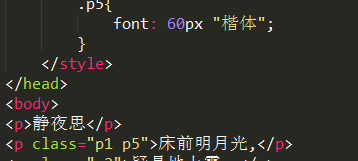 .p5{
font: 60px "楷体";
}
</style>
</head>
<body>
<p>静夜思</p>
<p class="p1 p5">床前明月光,</p>